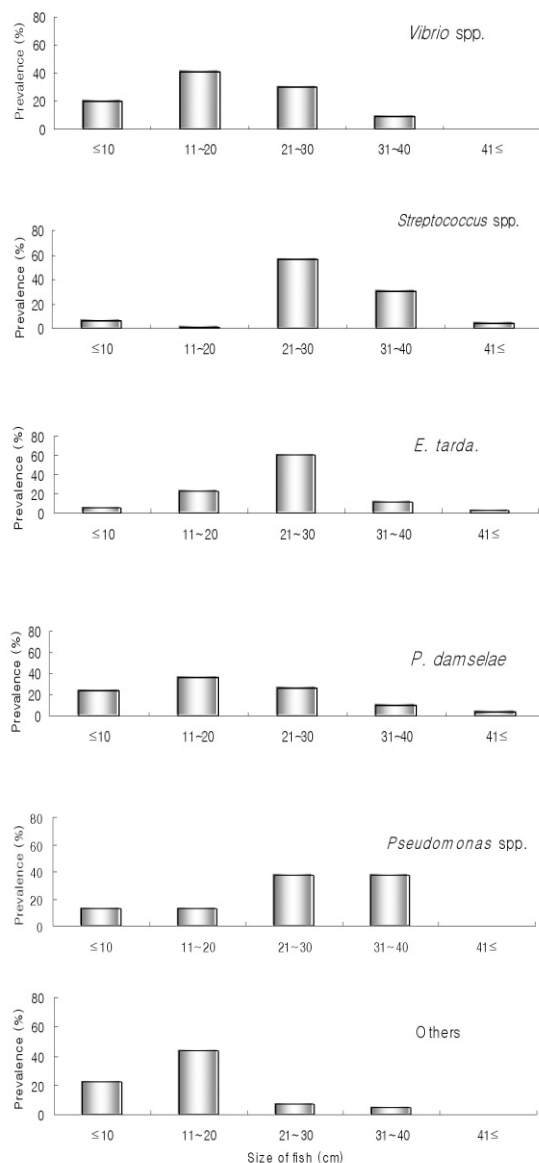 Vibrio spp.
Prevalence (%)
80
60
40
20
0
≤10 11~20 21~30 31~40 41≤
Streptococcus spp.
Prevalence (%)
80
60
40
20
0
≤10 11~20 21~30 31~40 41≤
E. tarda.
Prevalence (%)
80
60
40
20
0
≤10 11~20 21~30 31~40 41≤
P. damselae
Prevalence (%)
80
60
40
20
0
≤10 11~20 21~30 31~40 41≤
Pseudomonas spp.
Prevalence (%)
80
60
40
20
0
≤10 11~20 21~30 31~40 41≤
Others
Prevalence (%)
80
60
40
20
0
≤10 11~20 21~30 31~40 41≤
Size of fish (cm)